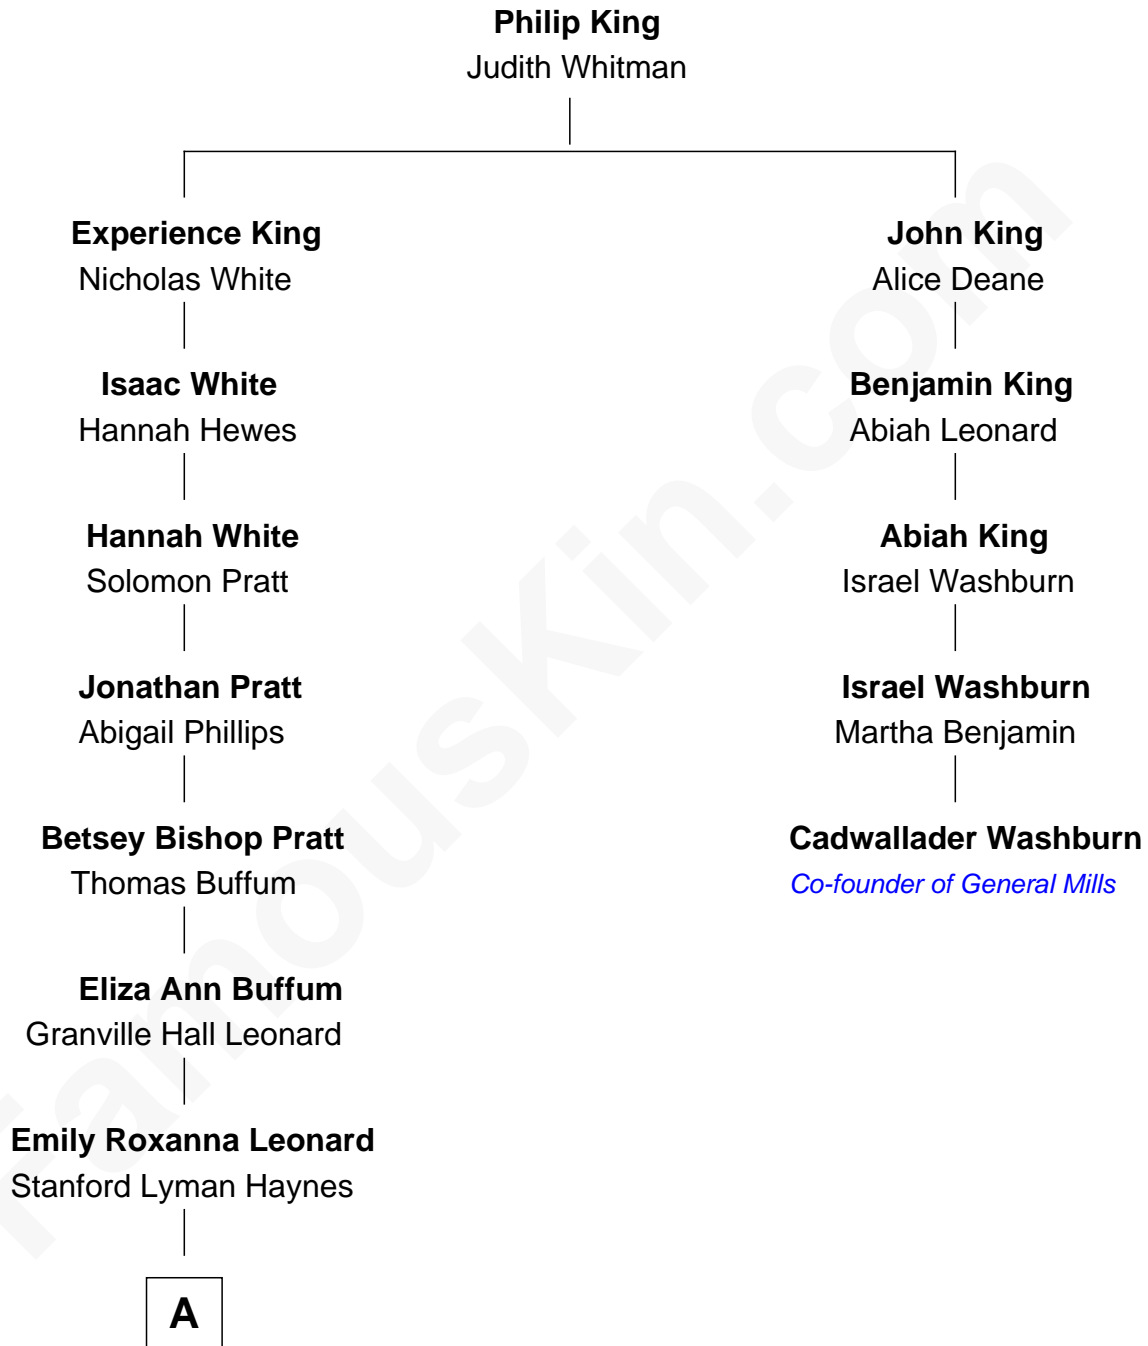 Philip King
Judith Whitman
Experience King
Nicholas White
John King
Alice Deane
Isaac White
Hannah Hewes
Benjamin King
Abiah Leonard
Hannah White
Solomon Pratt
Abiah King
Israel Washburn
Jonathan Pratt
Abigail Phillips
Israel Washburn
Martha Benjamin
Betsey Bishop Pratt
Thomas Buffum
Cadwallader Washburn
Co-founder of General Mills
Eliza Ann Buffum
Granville Hall Leonard
Emily Roxanna Leonard
Stanford Lyman Haynes
A
FamousKin.com